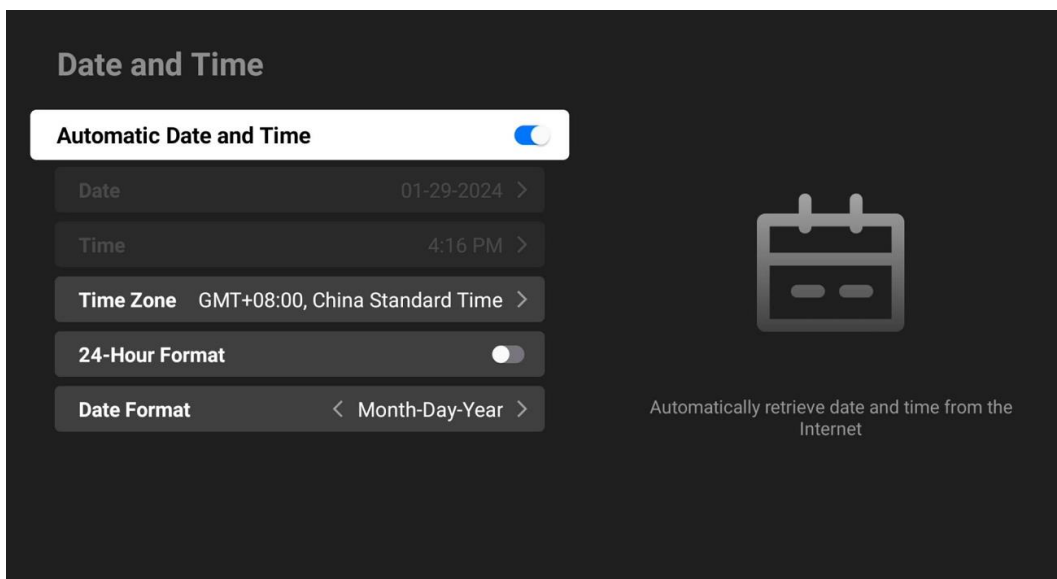 Date and Time
Automatic Date and Time
Date 01-29-2024
Time 4:16 PM
Time Zone GMT+08:00, China Standard Time
24-Hour Format
Date Format Month-Day-Year
Automatically retrieve date and time from the
Internet